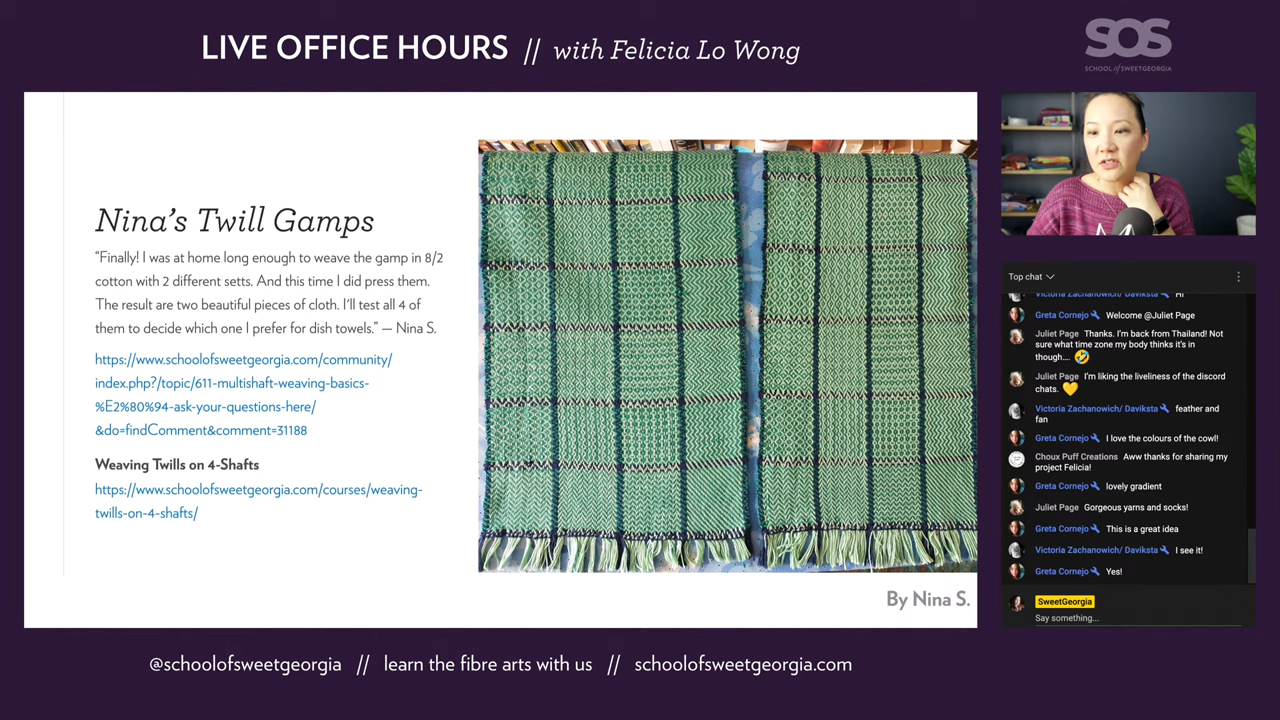 LIVE OFFICE HOURS // with Felicia Lo Wong
SOS
SCHOOL of SWEETGEORGIA
Nina's Twill Gamps
“Finally! I was at home long enough to weave the gamp in 8/2
cotton with 2 different setts. And this time I did press them.
The result are two beautiful pieces of cloth. I'll test all 4 of
them to decide which one I prefer for dish towels.” — Nina S.
https://www.schoolofsweetgeorgia.com/community/
index.php?/topic/611-multishaft-weaving-basics-
%E2%80%94-ask-your-questions-here/
&do=findComment&comment=31188
Weaving Twills on 4-Shafts
https://www.schoolofsweetgeorgia.com/courses/weaving-
twills-on-4-shafts/
By Nina S.
Top chat
Victoria Zachanowich/ Daviksta Hi
Greta Cornejo Welcome @Juliet Page
Juliet Page Thanks. I'm back from Thailand! Not
sure what time zone my body thinks it's in
though.... 🤣
Juliet Page I'm liking the liveliness of the discord
chats. 💛
Victoria Zachanowich/ Daviksta feather and
fan
Greta Cornejo I love the colours of the cowl!
Choux Puff Creations Aww thanks for sharing my
project Felicia!
Greta Cornejo lovely gradient
Juliet Page Gorgeous yarns and socks!
Greta Cornejo This is a great idea
Victoria Zachanowich/ Daviksta I see it!
Greta Cornejo Yes!
SweetGeorgia
Say something...
@schoolofsweetgeorgia // learn the fibre arts with us // schoolofsweetgeorgia.com